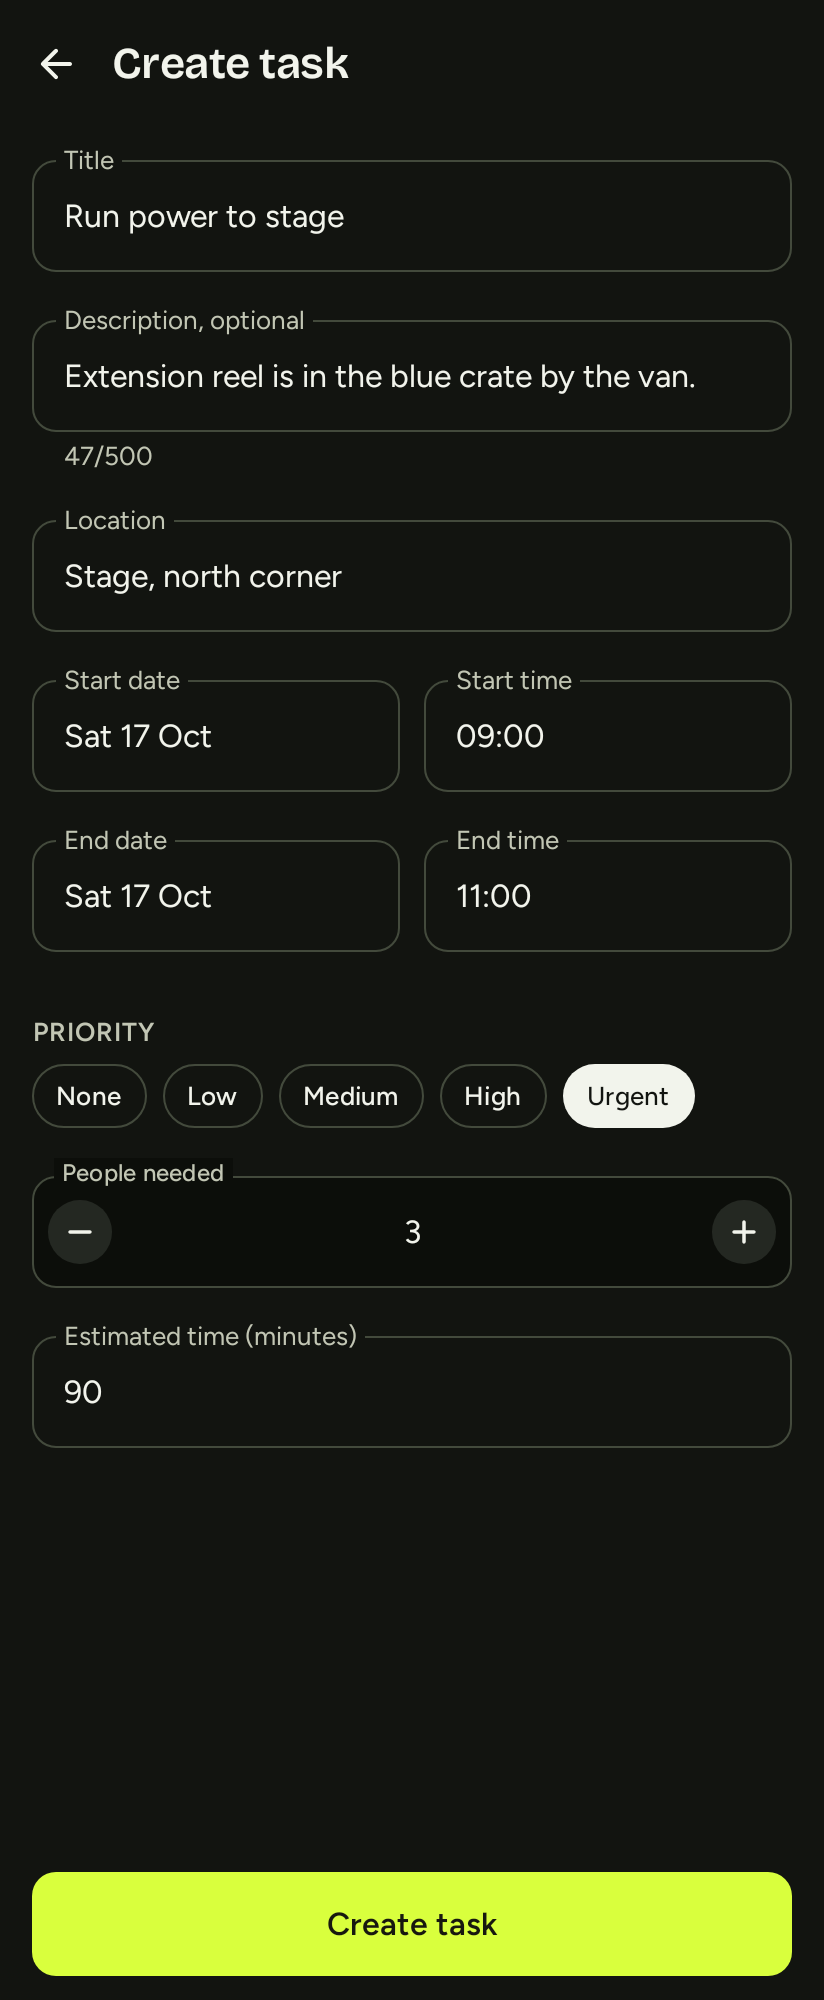 Create task
Title
Run power to stage
Description, optional
Extension reel is in the blue crate by the van.
47/500
Location
Stage, north corner
Start date
Sat 17 Oct
Start time
09:00
End date
Sat 17 Oct
End time
11:00
PRIORITY
None Low Medium High Urgent
People needed
3
Estimated time (minutes)
90
Create task